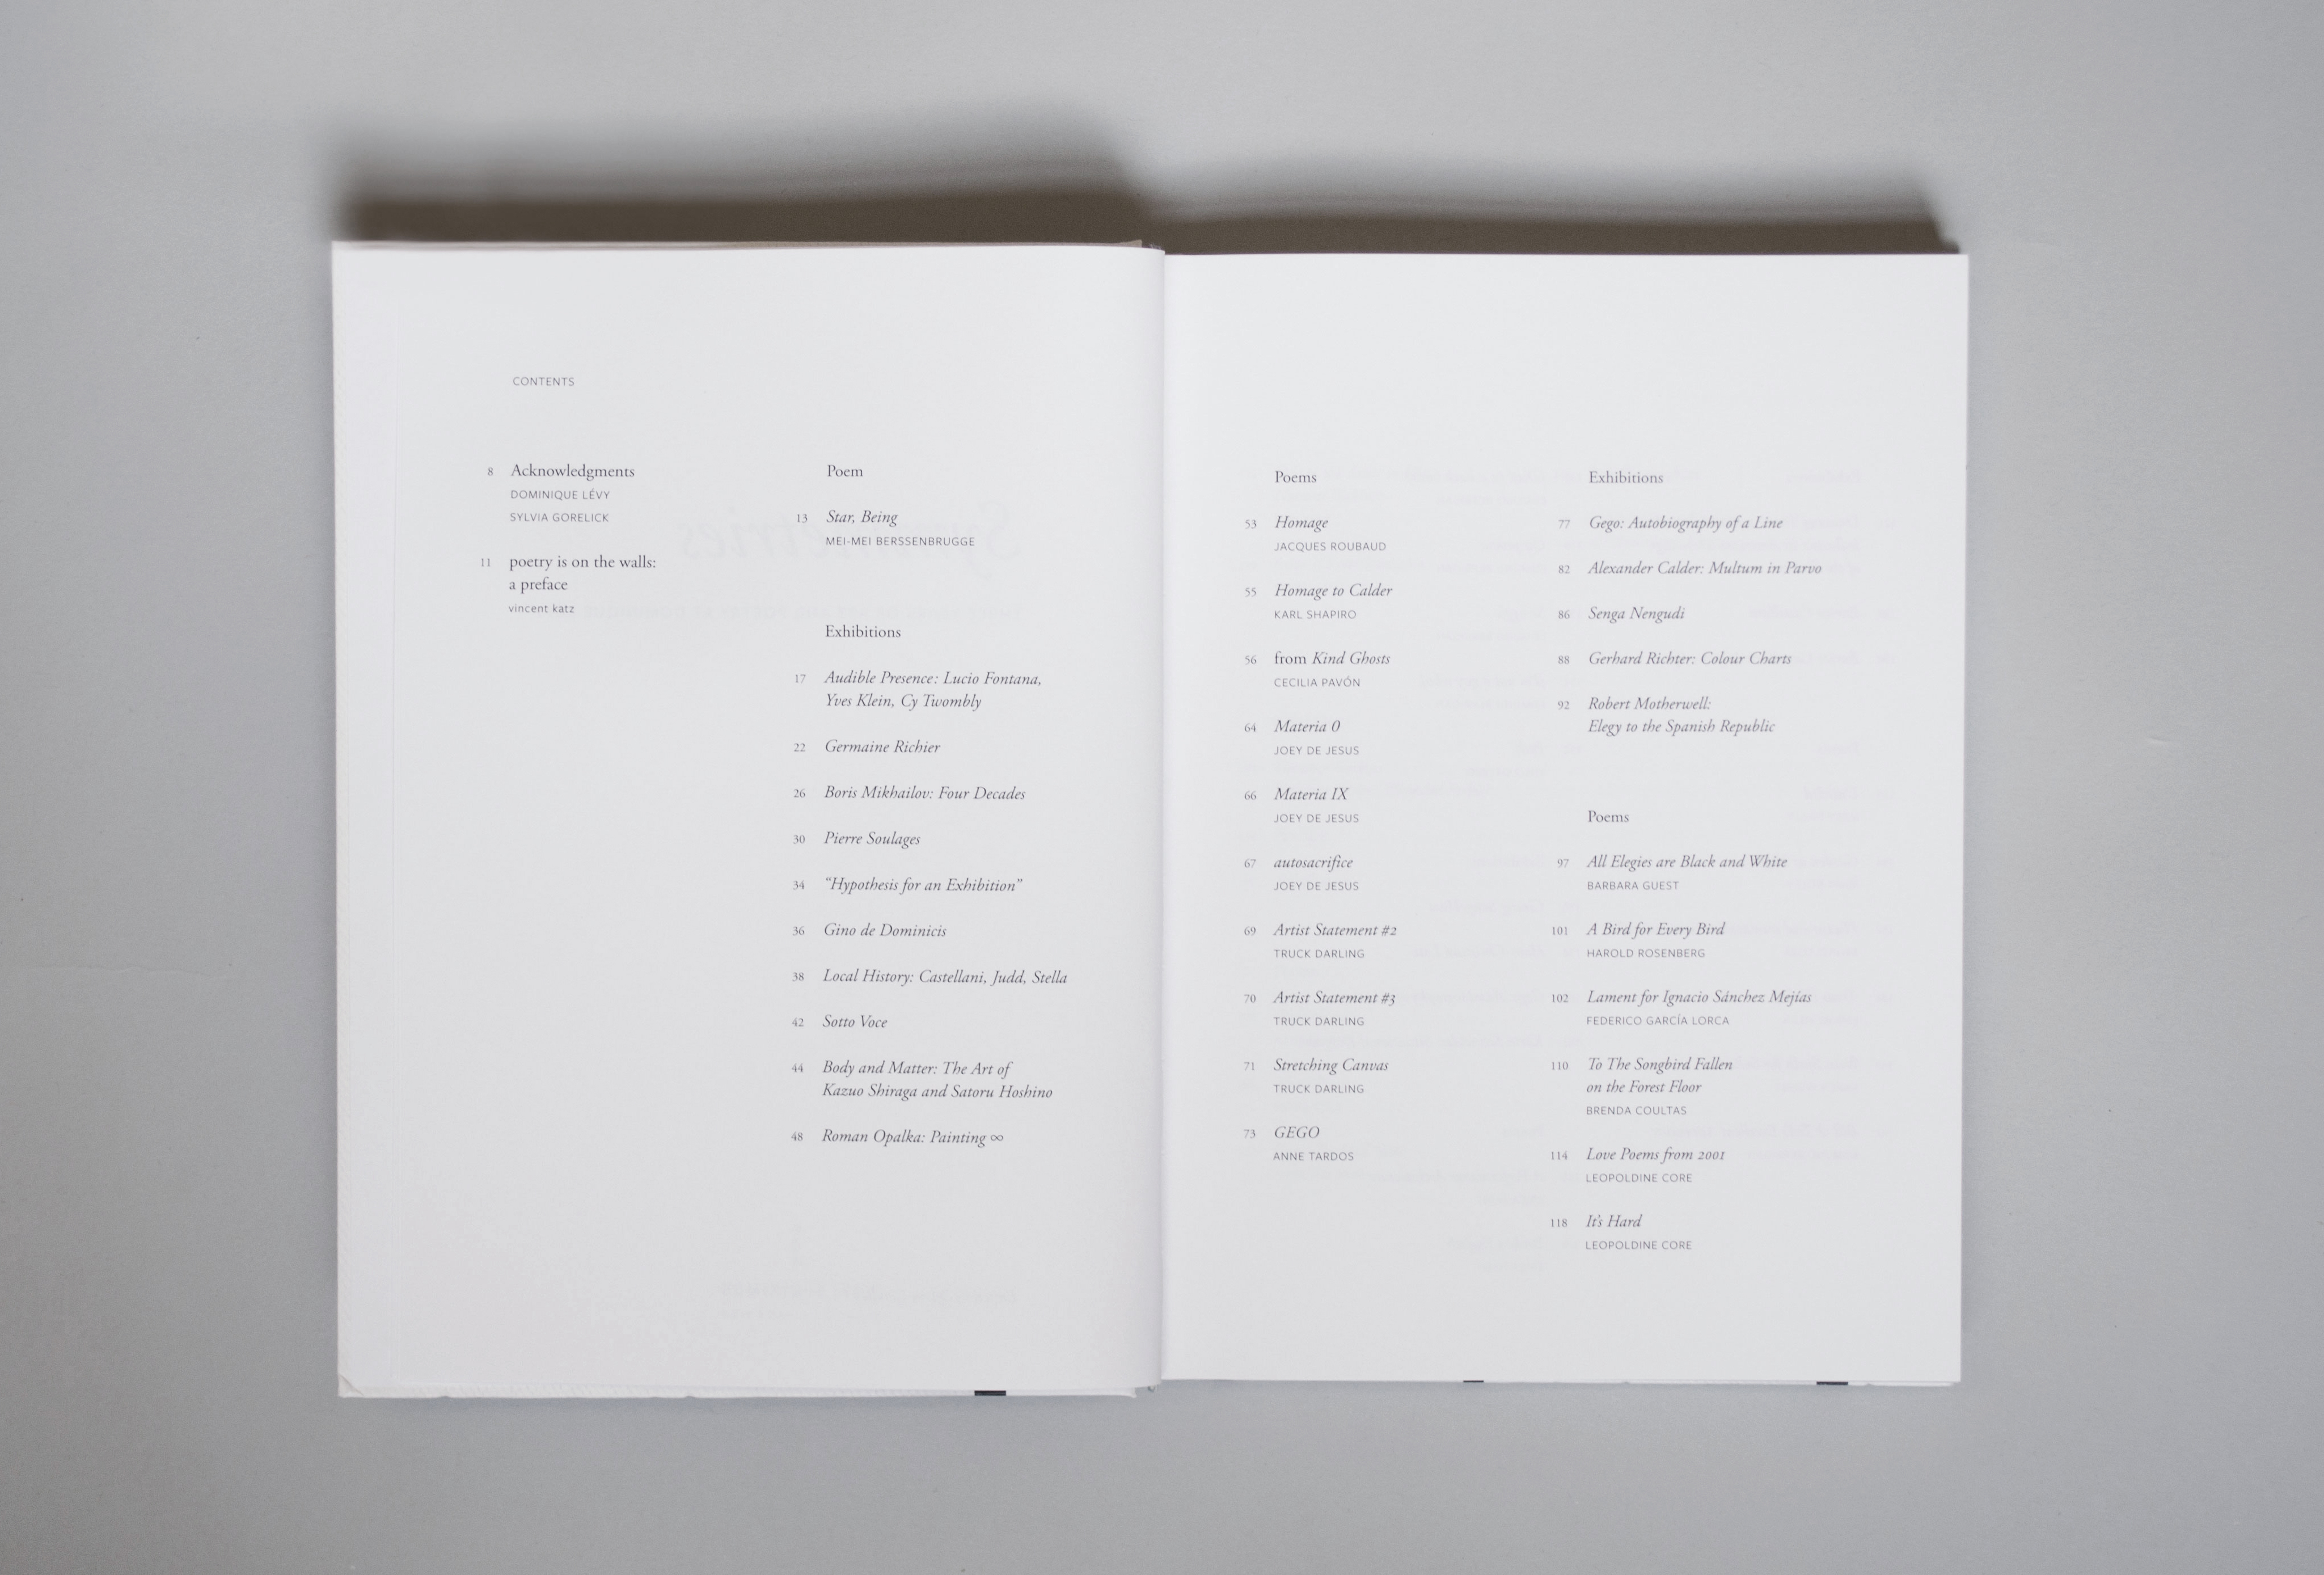 CONTENTS
8 Acknowledgments
DOMINIQUE LÉVY
SYLVIA GORELICK
11 poetry is on the walls:
a preface
vincent katz
Poem
13 Star, Being
MEI-MEI BERSSENBRUGGE
Exhibitions
17 Audible Presence: Lucio Fontana,
Yves Klein, Cy Twombly
22 Germaine Richier
26 Boris Mikhailov: Four Decades
30 Pierre Soulages
34 “Hypothesis for an Exhibition”
36 Gino de Dominicis
38 Local History: Castellani, Judd, Stella
42 Sotto Voce
44 Body and Matter: The Art of
Kazuo Shiraga and Satoru Hoshino
48 Roman Opalka: Painting ∞
Poems
53 Homage
JACQUES ROUBAUD
55 Homage to Calder
KARL SHAPIRO
56 from Kind Ghosts
CECILIA PAVÓN
64 Materia 0
JOEY DE JESUS
66 Materia IX
JOEY DE JESUS
67 autosacrifice
JOEY DE JESUS
69 Artist Statement #2
TRUCK DARLING
70 Artist Statement #3
TRUCK DARLING
71 Stretching Canvas
TRUCK DARLING
73 GEGO
ANNE TARDOS
Exhibitions
77 Gego: Autobiography of a Line
82 Alexander Calder: Multum in Parvo
86 Senga Nengudi
88 Gerhard Richter: Colour Charts
92 Robert Motherwell:
Elegy to the Spanish Republic
Poems
97 All Elegies are Black and White
BARBARA GUEST
101 A Bird for Every Bird
HAROLD ROSENBERG
102 Lament for Ignacio Sánchez Mejías
FEDERICO GARCÍA LORCA
110 To The Songbird Fallen
on the Forest Floor
BRENDA COULTAS
114 Love Poems from 2001
LEOPOLDINE CORE
118 It’s Hard
LEOPOLDINE CORE